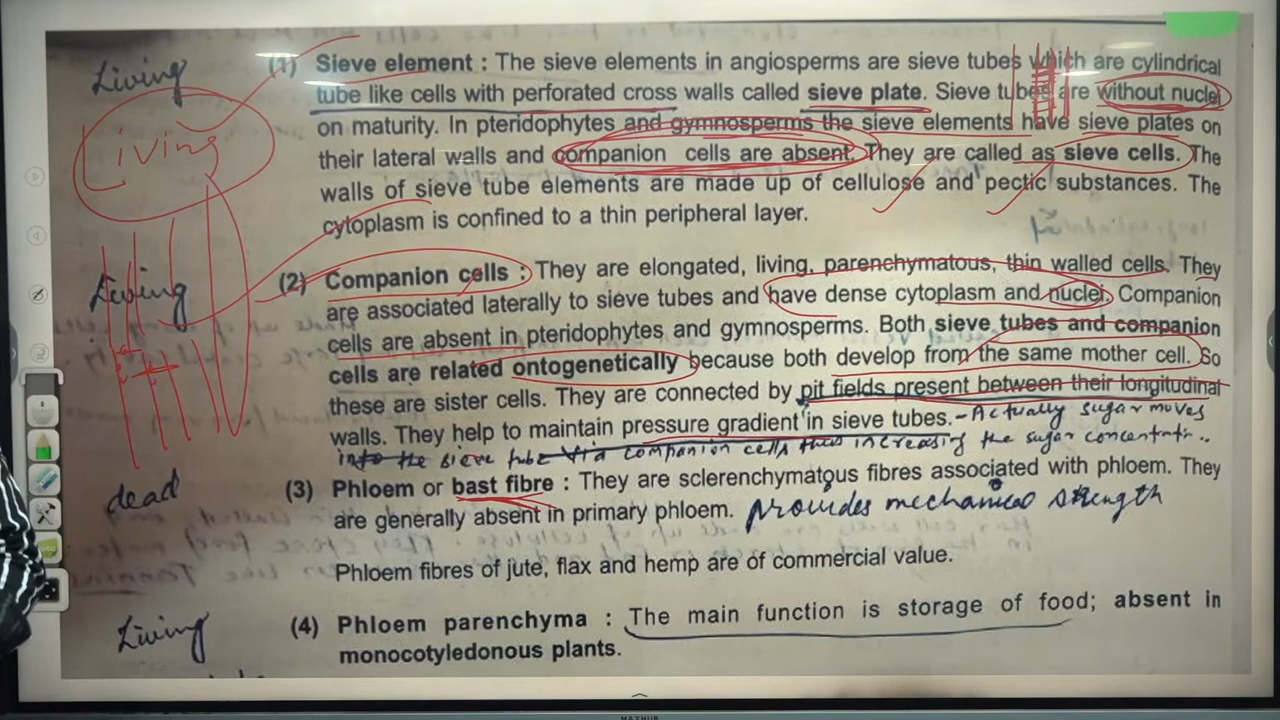 Living
(1) Sieve element : The sieve elements in angiosperms are sieve tubes which are cylindrical
tube like cells with perforated cross walls called sieve plate. Sieve tubes are without nuclei
on maturity. In pteridophytes and gymnosperms the sieve elements have sieve plates on
Living
their lateral walls and companion cells are absent. They are called as sieve cells. The
walls of sieve tube elements are made up of cellulose and pectic substances. The
cytoplasm is confined to a thin peripheral layer.
Living
(2) Companion cells : They are elongated, living, parenchymatous, thin walled cells. They
are associated laterally to sieve tubes and have dense cytoplasm and nuclei. Companion
cells are absent in pteridophytes and gymnosperms. Both sieve tubes and companion
cells are related ontogenetically because both develop from the same mother cell. So
these are sister cells. They are connected by pit fields present between their longitudinal
walls. They help to maintain pressure gradient in sieve tubes. - Actually sugar moves
into the sieve tube via companion cells thus increasing the sugar concentration..
dead
(3) Phloem or bast fibre : They are sclerenchymatous fibres associated with phloem. They
are generally absent in primary phloem. provides mechanical strength
Phloem fibres of jute, flax and hemp are of commercial value.
Living
(4) Phloem parenchyma : The main function is storage of food; absent in
monocotyledonous plants.
MAXHUB